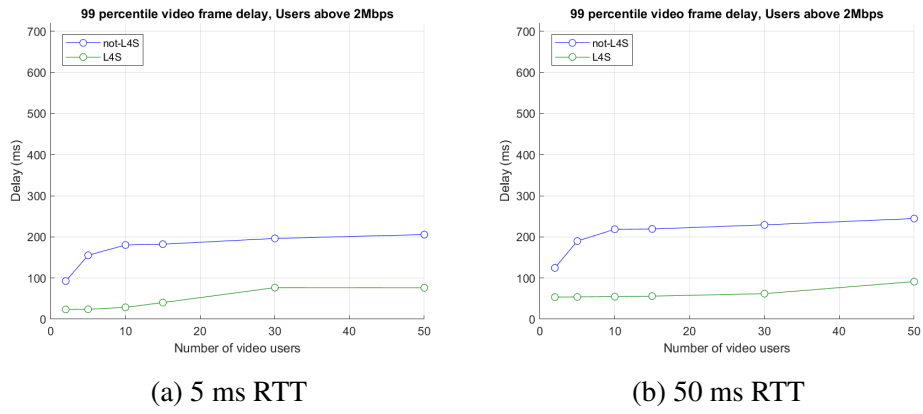 99 percentile video frame delay, Users above 2Mbps
700
600
500
400
300
200
100
0
Delay (ms)
not-L4S
L4S
0 10 20 30 40 50
Number of video users
(a) 5 ms RTT
99 percentile video frame delay, Users above 2Mbps
700
600
500
400
300
200
100
0
Delay (ms)
not-L4S
L4S
0 10 20 30 40 50
Number of video users
(b) 50 ms RTT